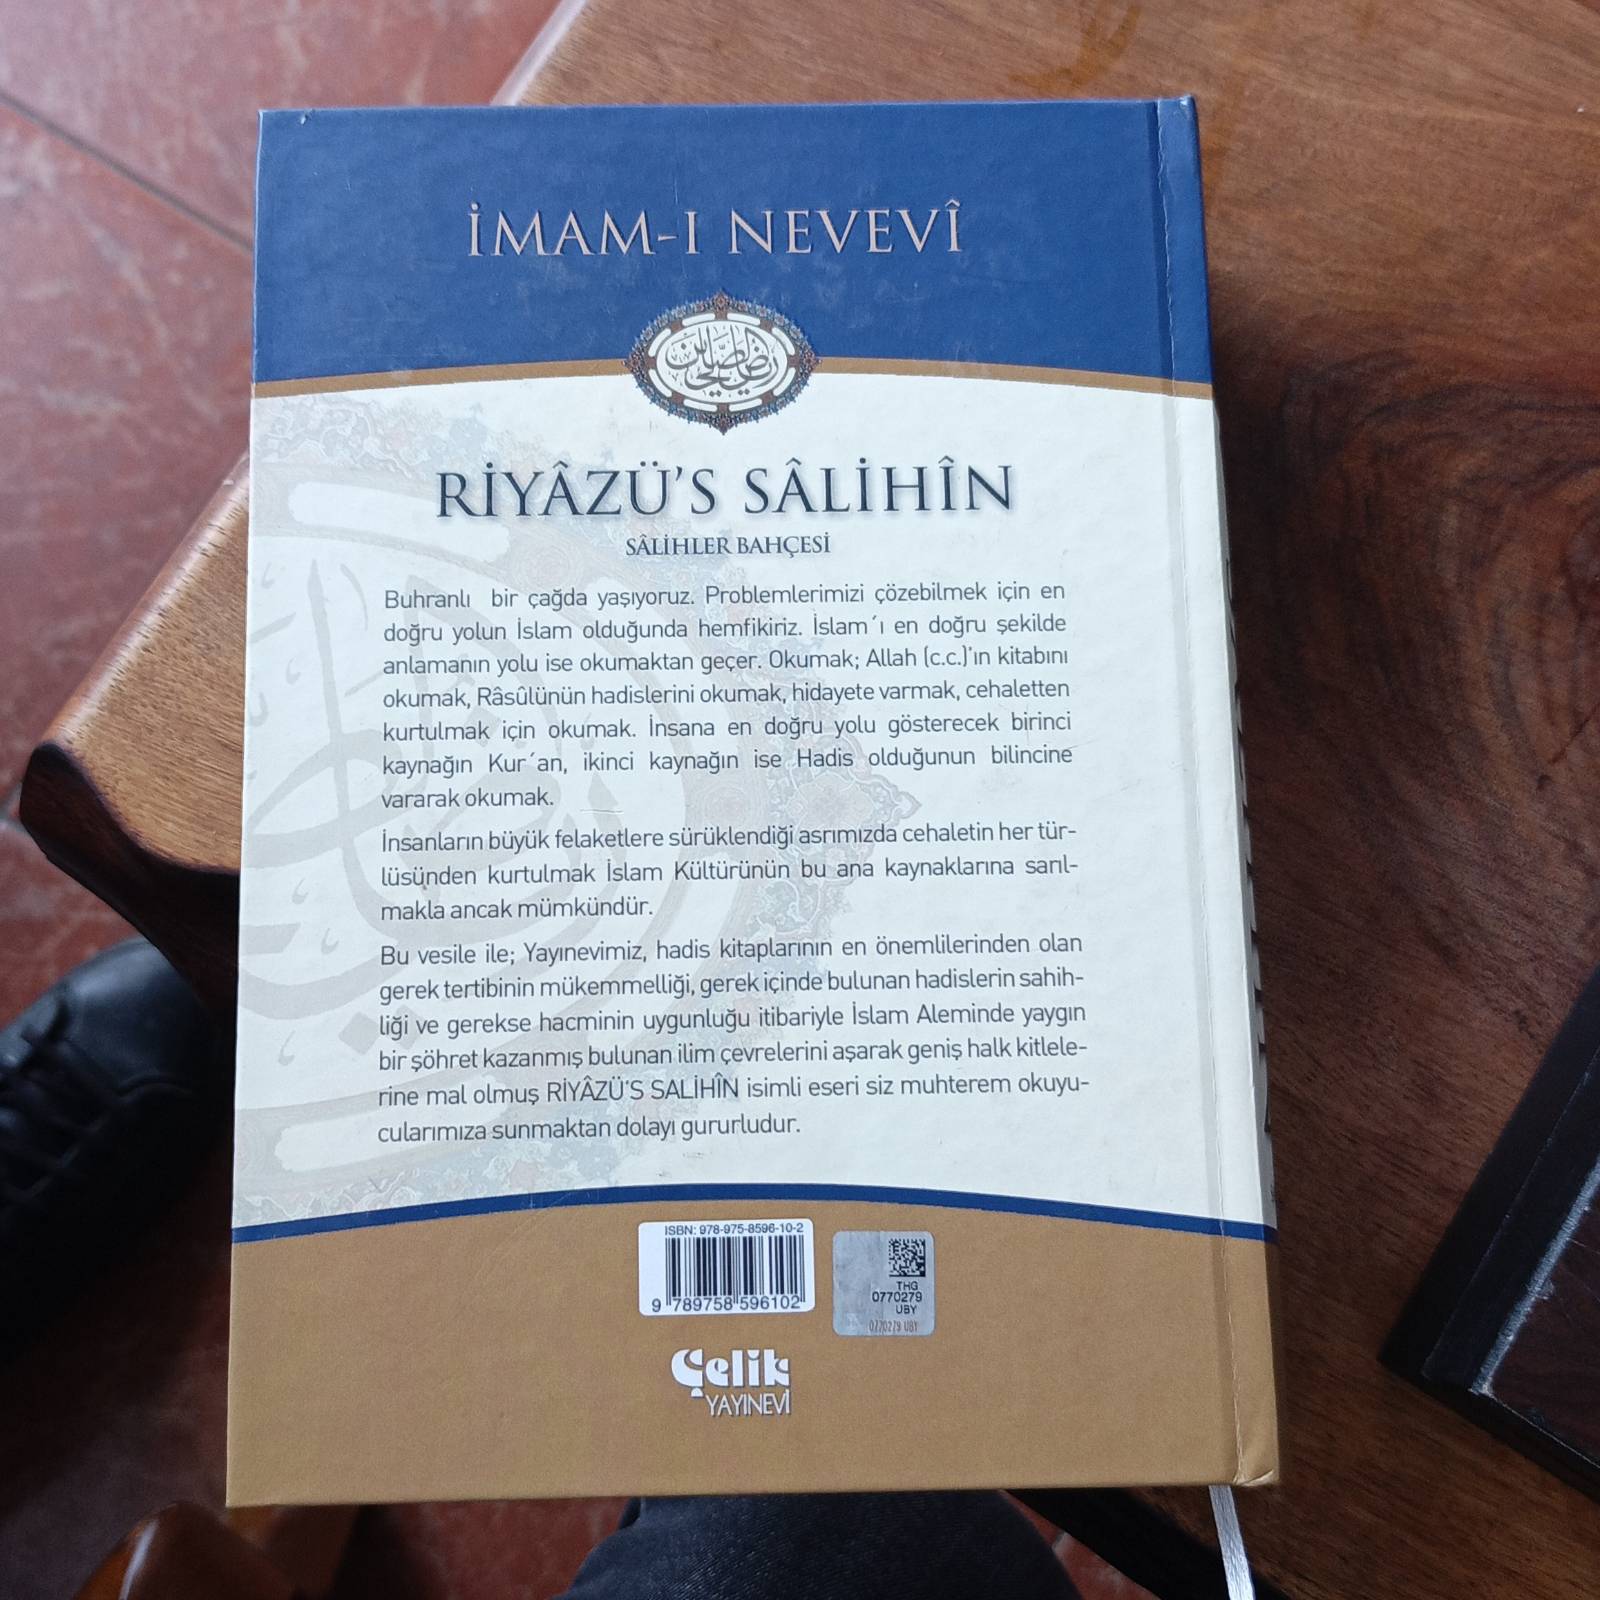 İMAM-I NEVEVÎ
رياض الصالحين
RİYÂZÜ'S SÂLİHÎN
SÂLİHLER BAHÇESİ
Buhranlı bir çağda yaşıyoruz. Problemlerimizi çözebilmek için en
doğru yolun İslam olduğunda hemfikiriz. İslam´ı en doğru şekilde
anlamanın yolu ise okumaktan geçer. Okumak; Allah (c.c.)'ın kitabını
okumak, Râsûlünün hadislerini okumak, hidayete varmak, cehaletten
kurtulmak için okumak. İnsana en doğru yolu gösterecek birinci
kaynağın Kur´an, ikinci kaynağın ise Hadis olduğunun bilincine
vararak okumak.
İnsanların büyük felaketlere sürüklendiği asrımızda cehaletin her tür-
lüsünden kurtulmak İslam Kültürünün bu ana kaynaklarına sarıl-
makla ancak mümkündür.
Bu vesile ile; Yayınevimiz, hadis kitaplarının en önemlilerinden olan
gerek tertibinin mükemmelliği, gerek içinde bulunan hadislerin sahih-
liği ve gerekse hacminin uygunluğu itibariyle İslam Aleminde yaygın
bir şöhret kazanmış bulunan ilim çevrelerini aşarak geniş halk kitlele-
rine mal olmuş RİYÂZÜ'S SALİHÎN isimli eseri siz muhterem okuyu-
cularımıza sunmaktan dolayı gururludur.
ISBN: 978-975-8596-10-2
9 789758 596102
THG
0770279
UBY
0770279 UBY
Çelik
YAYINEVİ